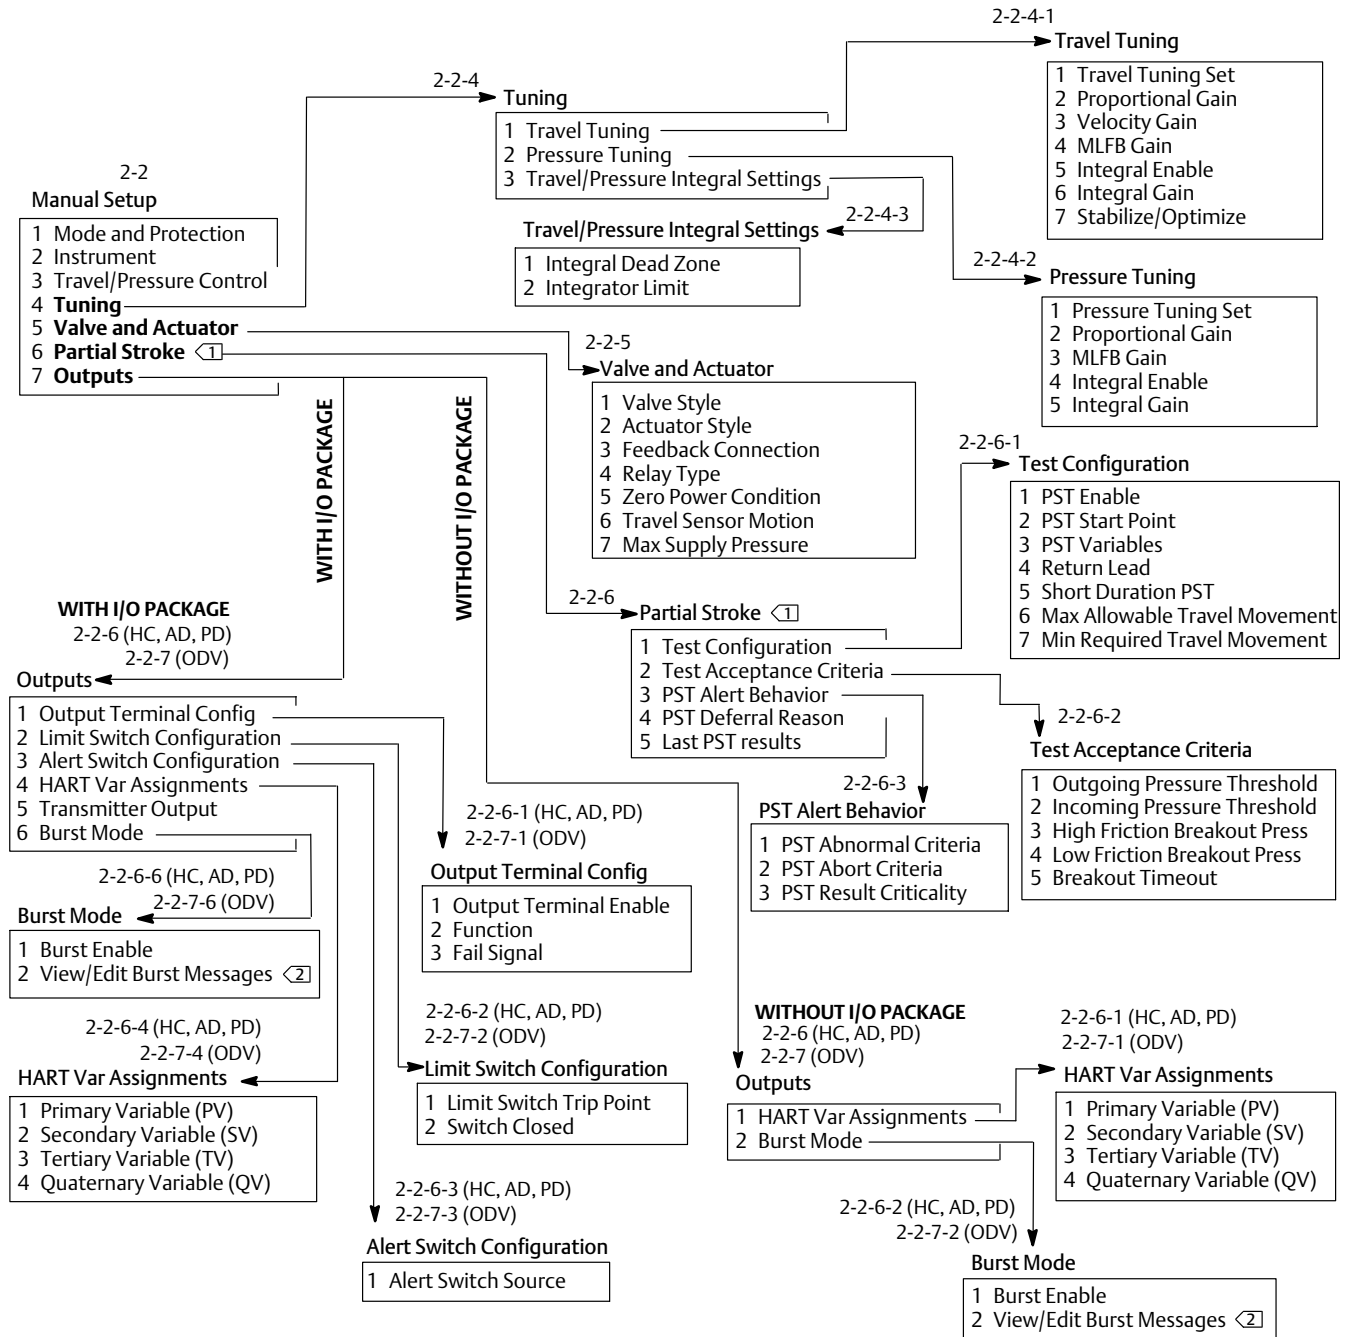 2-2
Manual Setup
1 Mode and Protection
2 Instrument
3 Travel/Pressure Control
4 Tuning
5 Valve and Actuator
6 Partial Stroke 1
7 Outputs
2-2-4
Tuning
1 Travel Tuning
2 Pressure Tuning
3 Travel/Pressure Integral Settings
2-2-4-1
Travel Tuning
1 Travel Tuning Set
2 Proportional Gain
3 Velocity Gain
4 MLFB Gain
5 Integral Enable
6 Integral Gain
7 Stabilize/Optimize
2-2-4-3
Travel/Pressure Integral Settings
1 Integral Dead Zone
2 Integrator Limit
2-2-4-2
Pressure Tuning
1 Pressure Tuning Set
2 Proportional Gain
3 MLFB Gain
4 Integral Enable
5 Integral Gain
2-2-5
Valve and Actuator
1 Valve Style
2 Actuator Style
3 Feedback Connection
4 Relay Type
5 Zero Power Condition
6 Travel Sensor Motion
7 Max Supply Pressure
WITH I/O PACKAGE
WITHOUT I/O PACKAGE
2-2-6
Partial Stroke 1
1 Test Configuration
2 Test Acceptance Criteria
3 PST Alert Behavior
4 PST Deferral Reason
5 Last PST results
2-2-6-1
Test Configuration
1 PST Enable
2 PST Start Point
3 PST Variables
4 Return Lead
5 Short Duration PST
6 Max Allowable Travel Movement
7 Min Required Travel Movement
2-2-6-2
Test Acceptance Criteria
1 Outgoing Pressure Threshold
2 Incoming Pressure Threshold
3 High Friction Breakout Press
4 Low Friction Breakout Press
5 Breakout Timeout
2-2-6-3
PST Alert Behavior
1 PST Abnormal Criteria
2 PST Abort Criteria
3 PST Result Criticality
WITH I/O PACKAGE
2-2-6 (HC, AD, PD)
2-2-7 (ODV)
Outputs
1 Output Terminal Config
2 Limit Switch Configuration
3 Alert Switch Configuration
4 HART Var Assignments
5 Transmitter Output
6 Burst Mode
2-2-6-1 (HC, AD, PD)
2-2-7-1 (ODV)
Output Terminal Config
1 Output Terminal Enable
2 Function
3 Fail Signal
2-2-6-6 (HC, AD, PD)
2-2-7-6 (ODV)
Burst Mode
1 Burst Enable
2 View/Edit Burst Messages 2
2-2-6-4 (HC, AD, PD)
2-2-7-4 (ODV)
HART Var Assignments
1 Primary Variable (PV)
2 Secondary Variable (SV)
3 Tertiary Variable (TV)
4 Quaternary Variable (QV)
2-2-6-2 (HC, AD, PD)
2-2-7-2 (ODV)
Limit Switch Configuration
1 Limit Switch Trip Point
2 Switch Closed
2-2-6-3 (HC, AD, PD)
2-2-7-3 (ODV)
Alert Switch Configuration
1 Alert Switch Source
WITHOUT I/O PACKAGE
2-2-6 (HC, AD, PD)
2-2-7 (ODV)
Outputs
1 HART Var Assignments
2 Burst Mode
2-2-6-1 (HC, AD, PD)
2-2-7-1 (ODV)
HART Var Assignments
1 Primary Variable (PV)
2 Secondary Variable (SV)
3 Tertiary Variable (TV)
4 Quaternary Variable (QV)
2-2-6-2 (HC, AD, PD)
2-2-7-2 (ODV)
Burst Mode
1 Burst Enable
2 View/Edit Burst Messages 2